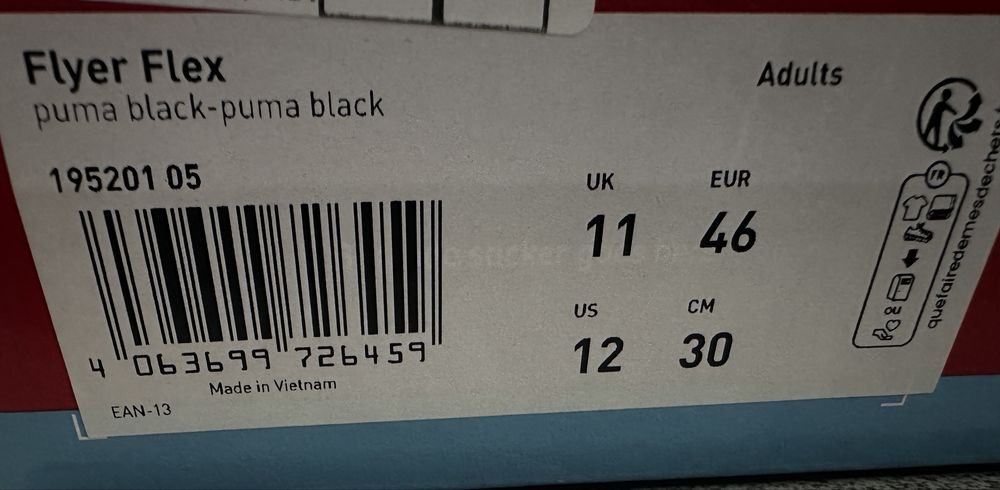 Flyer Flex
puma black-puma black
Adults
195201 05
UK
EUR
11
46
US
CM
12
30
4 063699 726459
Made in Vietnam
EAN-13
FR